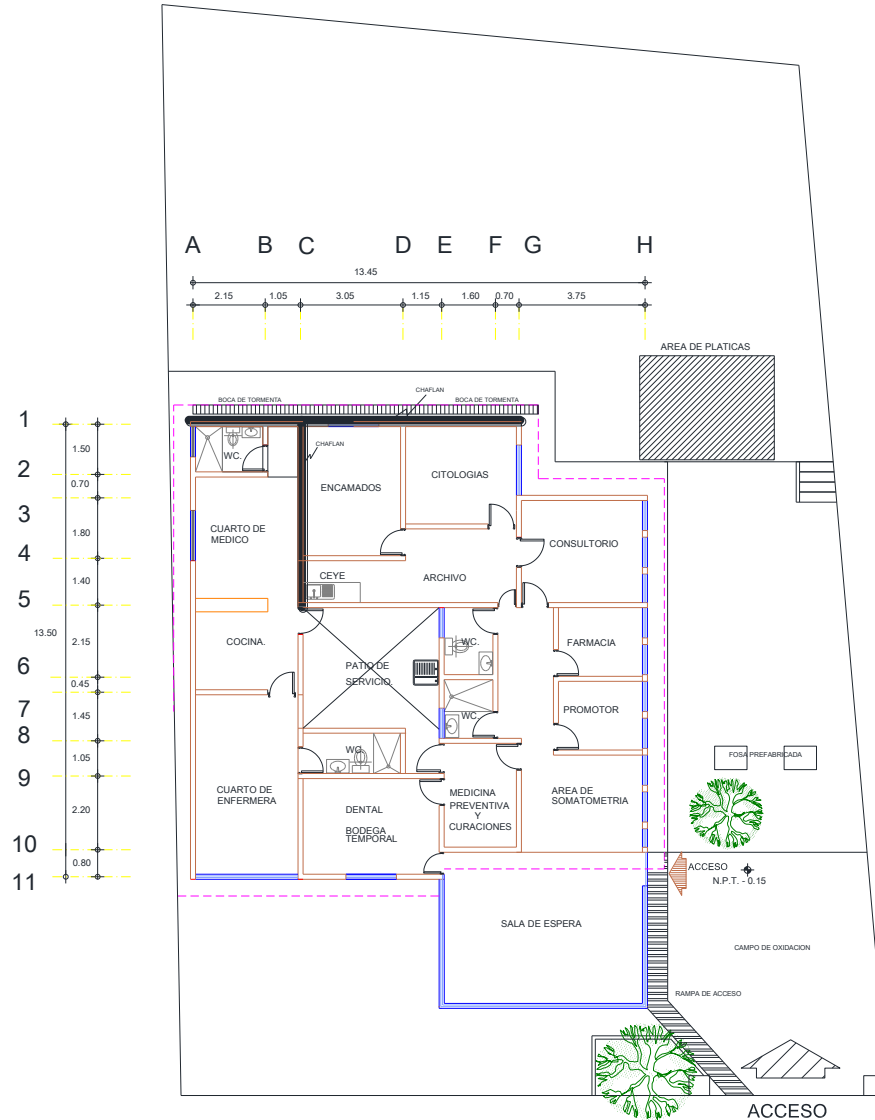 A B C D E F G H
13.45
2.15 1.05 3.05 1.15 1.60 0.70 3.75
AREA DE PLATICAS
CHAFLAN
BOCA DE TORMENTA BOCA DE TORMENTA
1
1.50
CHAFLAN
WC.
2
0.70
ENCAMADOS
CITOLOGIAS
3
1.80
CUARTO DE
MEDICO
CONSULTORIO
4
1.40
CEYE
ARCHIVO
5
13.50
2.15
COCINA.
PATIO DE
SERVICIO.
WC.
FARMACIA
6
0.45
7
1.45
WC.
PROMOTOR
8
1.05
WC.
FOSA PREFABRICADA
9
2.20
CUARTO DE
ENFERMERA
DENTAL
BODEGA
TEMPORAL
MEDICINA
PREVENTIVA
Y
CURACIONES
AREA DE
SOMATOMETRIA
10
0.80
11
ACCESO
N.P.T. - 0.15
SALA DE ESPERA
CAMPO DE OXIDACION
RAMPA DE ACCESO
ACCESO